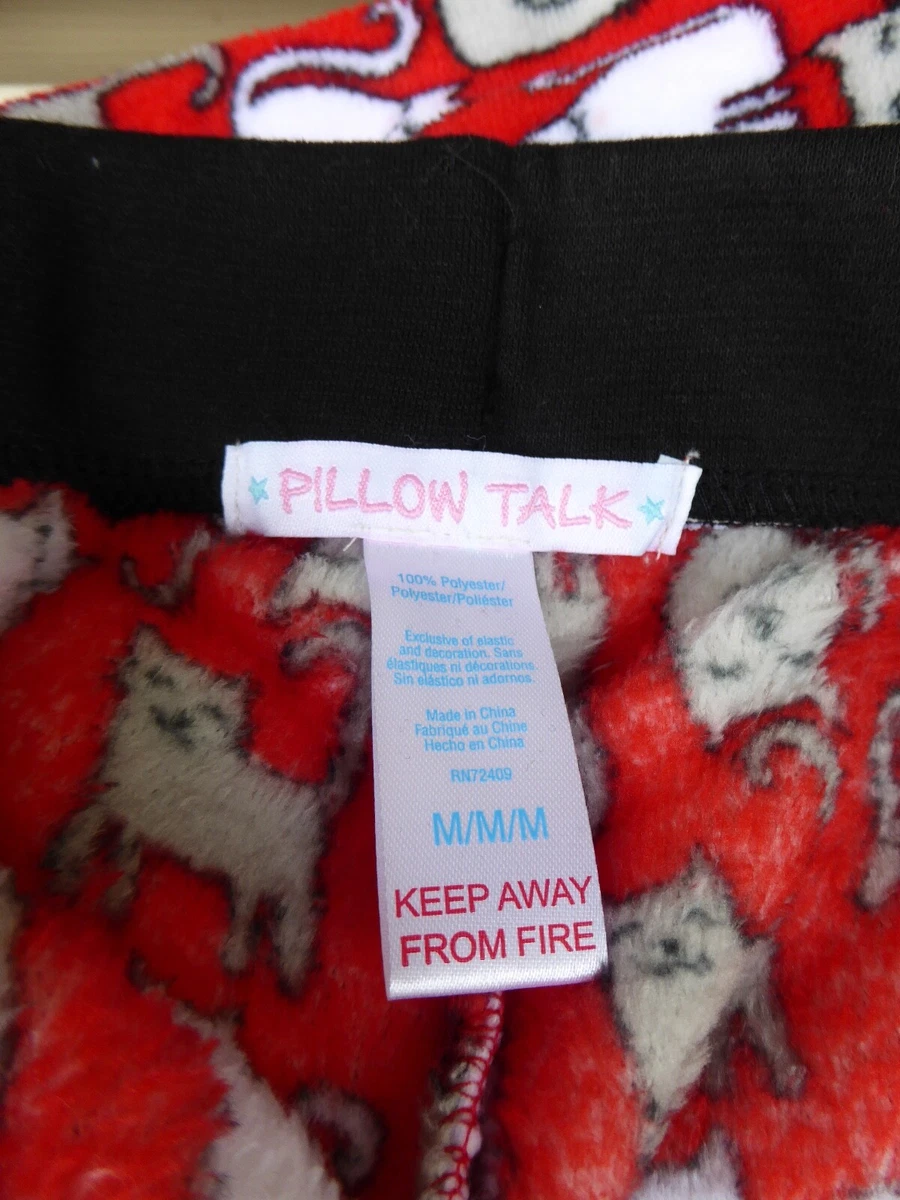 PILLOW TALK
100% Polyester/
Polyester/Poliéster
Exclusive of elastic
and decoration. Sans
élastiques ni décorations.
Sin elástico ni adornos.
Made in China
Fabriqué au Chine
Hecho en China
RN72409
M/M/M
KEEP AWAY
FROM FIRE